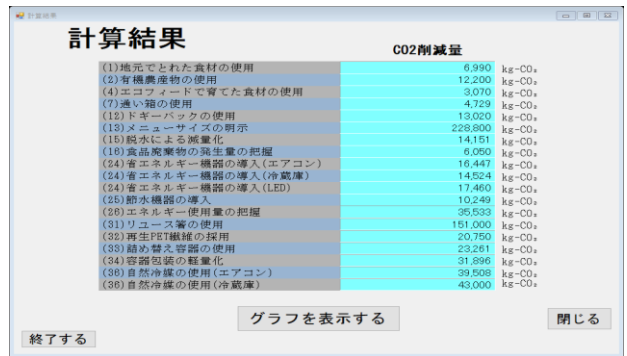 計算結果
計算結果
CO2削減量
(1)地元でとれた食材の使用 6,990 kg-CO₂
(2)有機農産物の使用 12,200 kg-CO₂
(4)エコフィードで育てた食材の使用 3,070 kg-CO₂
(7)通い箱の使用 4,729 kg-CO₂
(12)ドギーバックの使用 13,020 kg-CO₂
(13)メニューサイズの明示 228,800 kg-CO₂
(15)脱水による減量化 14,151 kg-CO₂
(16)食品廃棄物の発生量の把握 6,050 kg-CO₂
(24)省エネルギー機器の導入(エアコン) 16,447 kg-CO₂
(24)省エネルギー機器の導入(冷蔵庫) 14,524 kg-CO₂
(24)省エネルギー機器の導入(LED) 17,460 kg-CO₂
(25)節水機器の導入 10,249 kg-CO₂
(26)エネルギー使用量の把握 35,533 kg-CO₂
(31)リユース箸の使用 151,000 kg-CO₂
(32)再生PET繊維の採用 20,750 kg-CO₂
(33)詰め替え容器の使用 23,261 kg-CO₂
(34)容器包装の軽量化 31,896 kg-CO₂
(36)自然冷媒の使用(エアコン) 39,508 kg-CO₂
(36)自然冷媒の使用(冷蔵庫) 43,000 kg-CO₂
グラフを表示する
閉じる
終了する